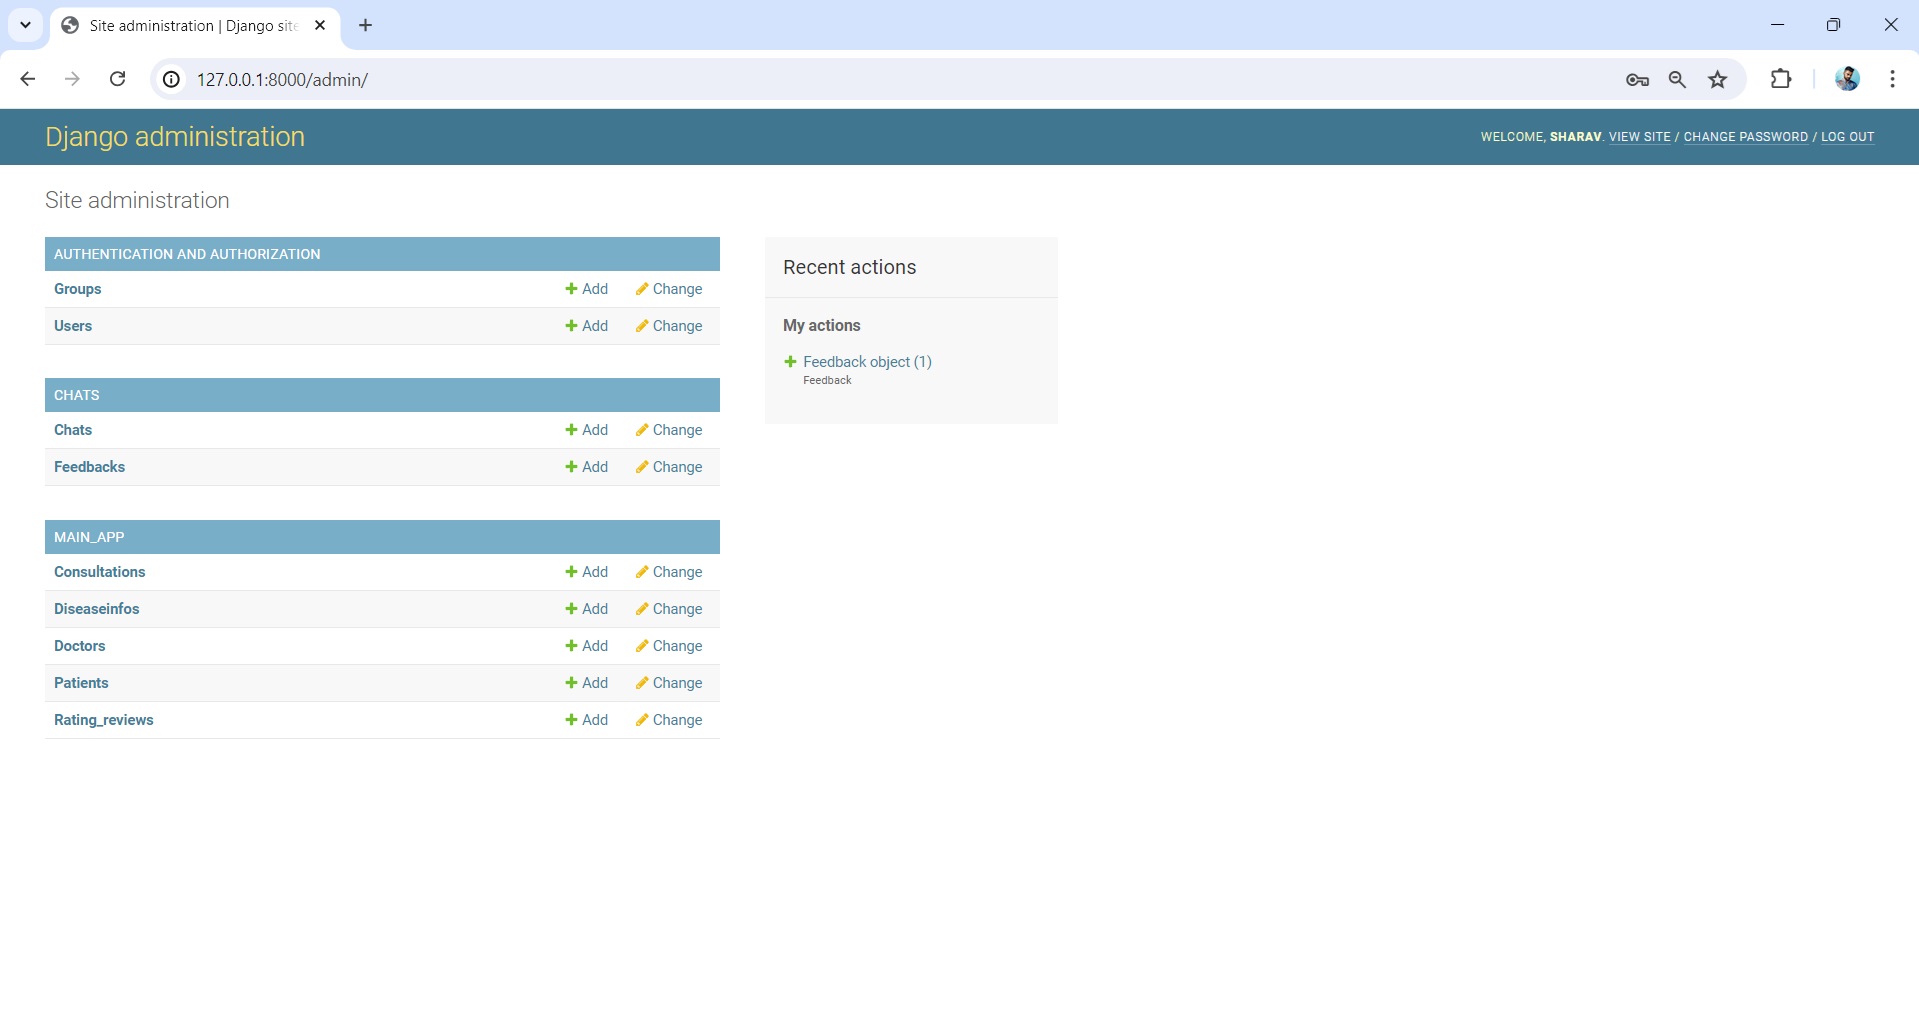 Site administration | Django site
127.0.0.1:8000/admin/
Django administration
WELCOME, SHARAV. VIEW SITE / CHANGE PASSWORD / LOG OUT
Site administration
AUTHENTICATION AND AUTHORIZATION
Groups Add Change
Users Add Change
CHATS
Chats Add Change
Feedbacks Add Change
MAIN_APP
Consultations Add Change
Diseaseinfos Add Change
Doctors Add Change
Patients Add Change
Rating_reviews Add Change
Recent actions
My actions
Feedback object (1)
Feedback